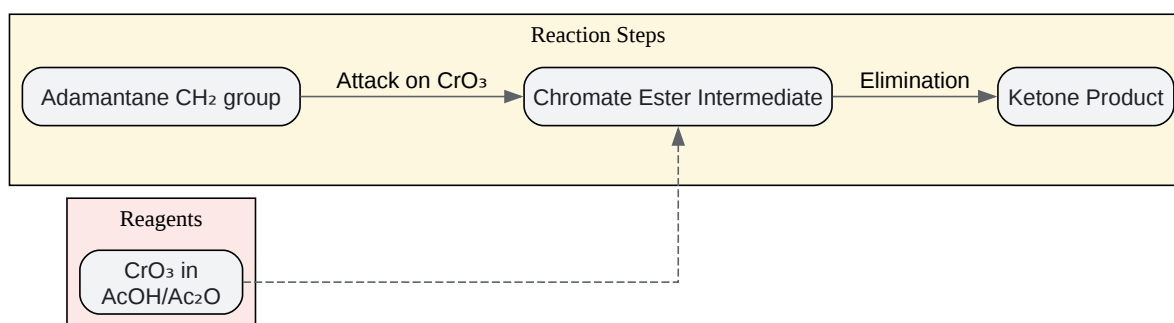 Reaction Steps
Adamantane CH₂ group
Attack on CrO₃
Chromate Ester Intermediate
Elimination
Ketone Product
Reagents
CrO₃ in
AcOH/Ac₂O